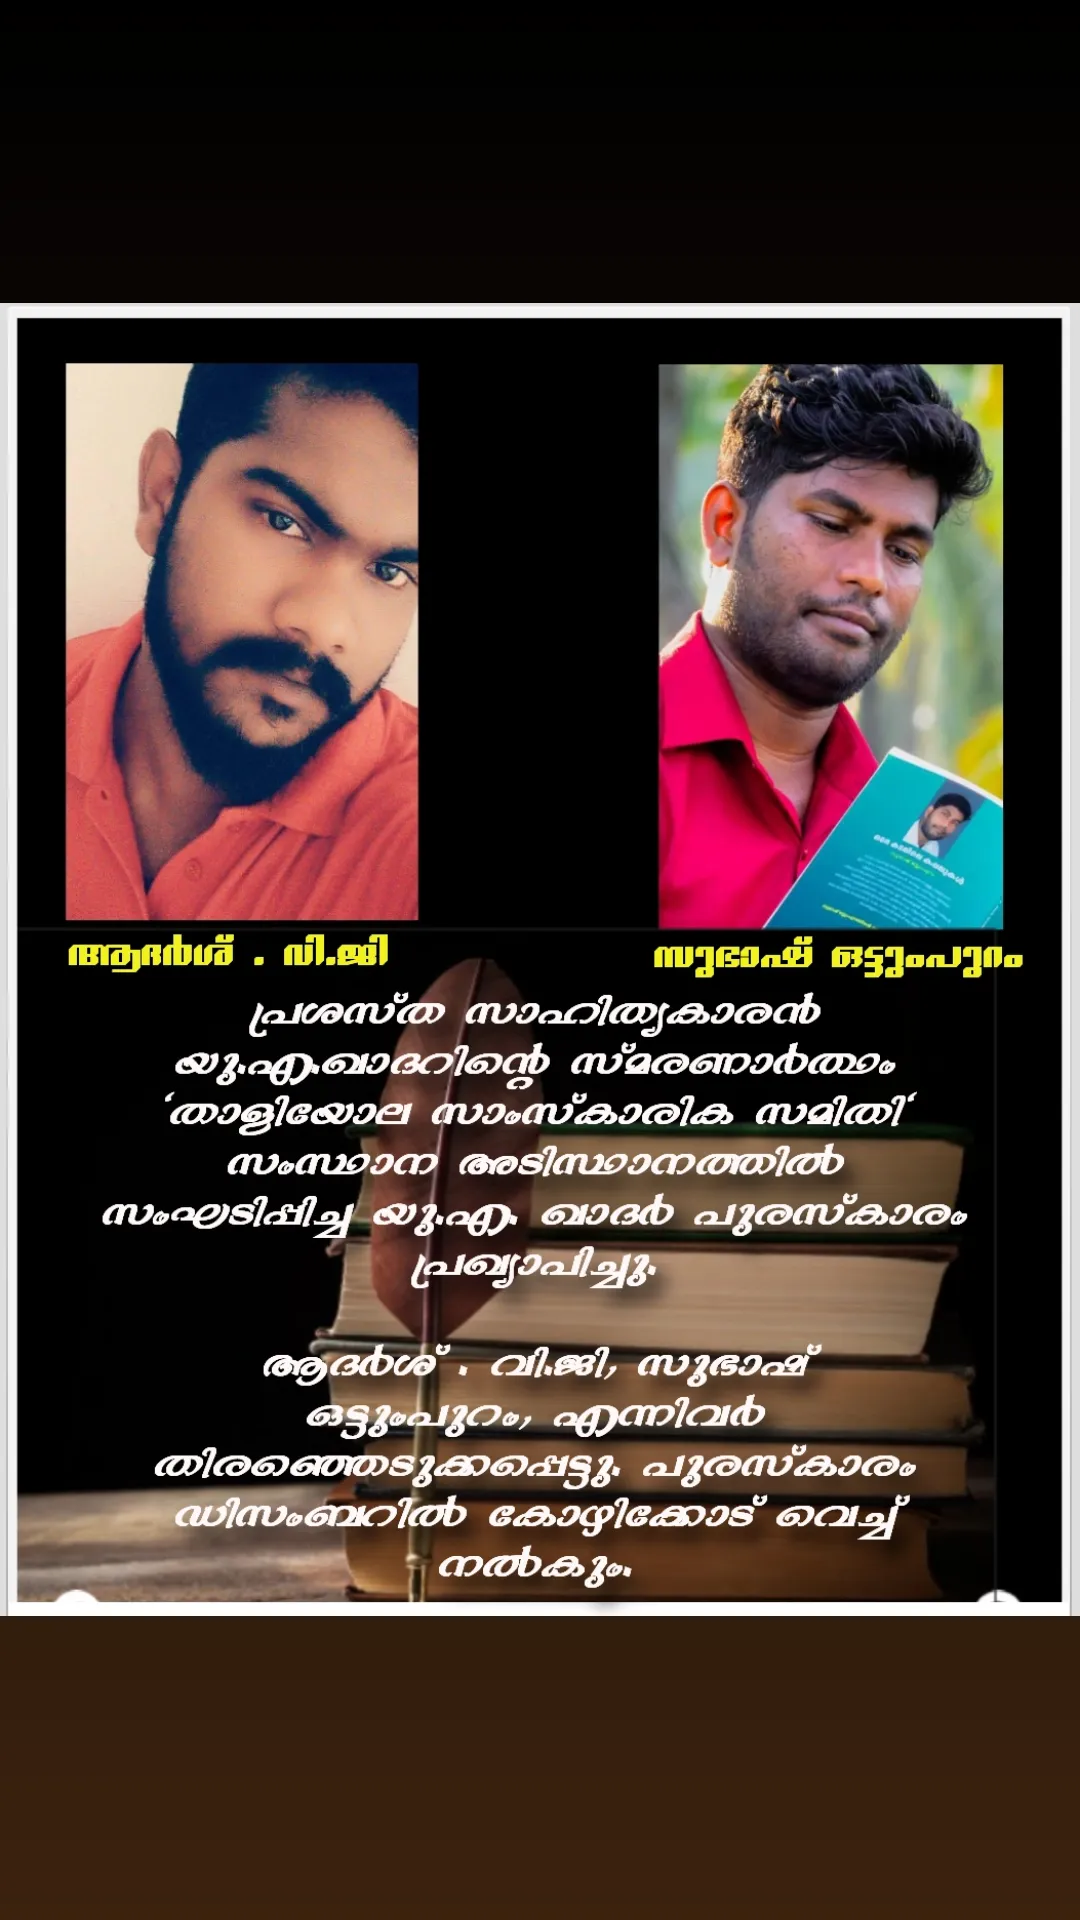 ആദർശ് . വി.ജി
സുഭാഷ് ഒട്ടുംപുറം
പ്രശസ്ത സാഹിത്യകാരൻ
യു.എ.ഖാദറിന്റെ സ്മരണാർത്ഥം
‘താളിയോല സാംസ്കാരിക സമിതി‘
സംസ്ഥാന അടിസ്ഥാനത്തിൽ
സംഘടിപ്പിച്ച യു.എ. ഖാദർ പുരസ്കാരം
പ്രഖ്യാപിച്ചു.
ആദർശ് . വി.ജി, സുഭാഷ്
ഒട്ടുംപുറം, എന്നിവർ
തിരഞ്ഞെടുക്കപ്പെട്ടു. പുരസ്കാരം
ഡിസംബറിൽ കോഴിക്കോട് വെച്ച്
നൽകും.